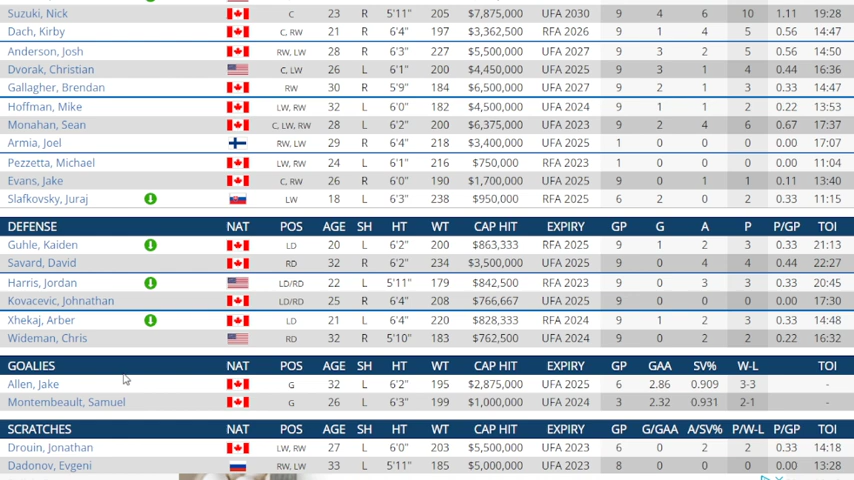 Suzuki, Nick C 23 R 5'11" 205 $7,875,000 UFA 2030 9 4 6 10 1.11 19:28
Dach, Kirby C, RW 21 R 6'4" 197 $3,362,500 RFA 2026 9 1 4 5 0.56 14:47
Anderson, Josh RW, LW 28 R 6'3" 227 $5,500,000 UFA 2027 9 3 2 5 0.56 14:50
Dvorak, Christian C, LW 26 L 6'1" 200 $4,450,000 UFA 2025 9 3 1 4 0.44 16:36
Gallagher, Brendan RW 30 R 5'9" 184 $6,500,000 UFA 2027 9 2 1 3 0.33 14:47
Hoffman, Mike LW, RW 32 L 6'0" 182 $4,500,000 UFA 2024 9 1 1 2 0.22 13:53
Monahan, Sean C, LW, RW 28 L 6'2" 200 $6,375,000 UFA 2023 9 2 4 6 0.67 17:37
Armia, Joel RW, LW 29 R 6'4" 218 $3,400,000 UFA 2025 1 0 0 0 0.00 17:07
Pezzetta, Michael LW, RW 24 L 6'1" 216 $750,000 RFA 2023 1 0 0 0 0.00 11:04
Evans, Jake C, RW 26 R 6'0" 190 $1,700,000 UFA 2025 9 0 1 1 0.11 13:40
Slafkovsky, Juraj LW 18 L 6'3" 238 $950,000 RFA 2025 6 2 0 2 0.33 11:15
DEFENSE NAT POS AGE SH HT WT CAP HIT EXPIRY GP G A P P/GP TOI
Guhle, Kaiden LD 20 L 6'2" 200 $863,333 RFA 2025 9 1 2 3 0.33 21:13
Savard, David RD 32 R 6'2" 234 $3,500,000 UFA 2025 9 0 4 4 0.44 22:27
Harris, Jordan LD/RD 22 L 5'11" 179 $842,500 RFA 2025 9 0 3 3 0.33 20:45
Kovacevic, Johnathan LD/RD 25 R 6'4" 208 $766,667 UFA 2025 9 0 0 0 0.00 17:30
Xhekaj, Arber LD 21 L 6'4" 220 $828,333 RFA 2024 9 1 2 3 0.33 14:48
Wideman, Chris RD 32 R 5'10" 183 $762,500 UFA 2024 9 0 2 2 0.22 16:32
GOALIES NAT POS AGE SH HT WT CAP HIT EXPIRY GP GAA SV% W-L TOI
Allen, Jake G 32 L 6'2" 195 $2,875,000 UFA 2025 6 2.86 0.909 3-3 -
Montembeault, Samuel G 26 L 6'3" 199 $1,000,000 UFA 2024 3 2.32 0.931 2-1 -
SCRATCHES NAT POS AGE SH HT WT CAP HIT EXPIRY GP G/GAA A/SV% P/W-L P/GP TOI
Drouin, Jonathan LW, RW 27 L 6'0" 203 $5,500,000 UFA 2023 6 0 2 2 0.33 14:18
Dadonov, Evgeni RW, LW 33 L 5'11" 185 $5,000,000 UFA 2023 8 0 0 0 0.00 13:28